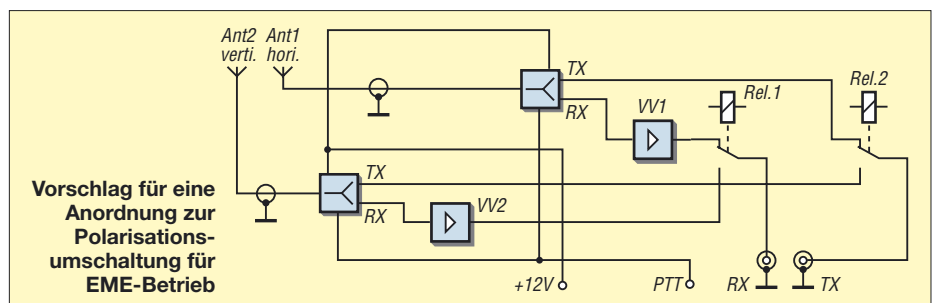 Ant2 Ant1
verti. hori.
TX
RX
VV1
Rel.1
Rel.2
TX
RX
VV2
Vorschlag für eine
Anordnung zur
Polarisations-
umschaltung für
EME-Betrieb
+12V
PTT
RX
TX